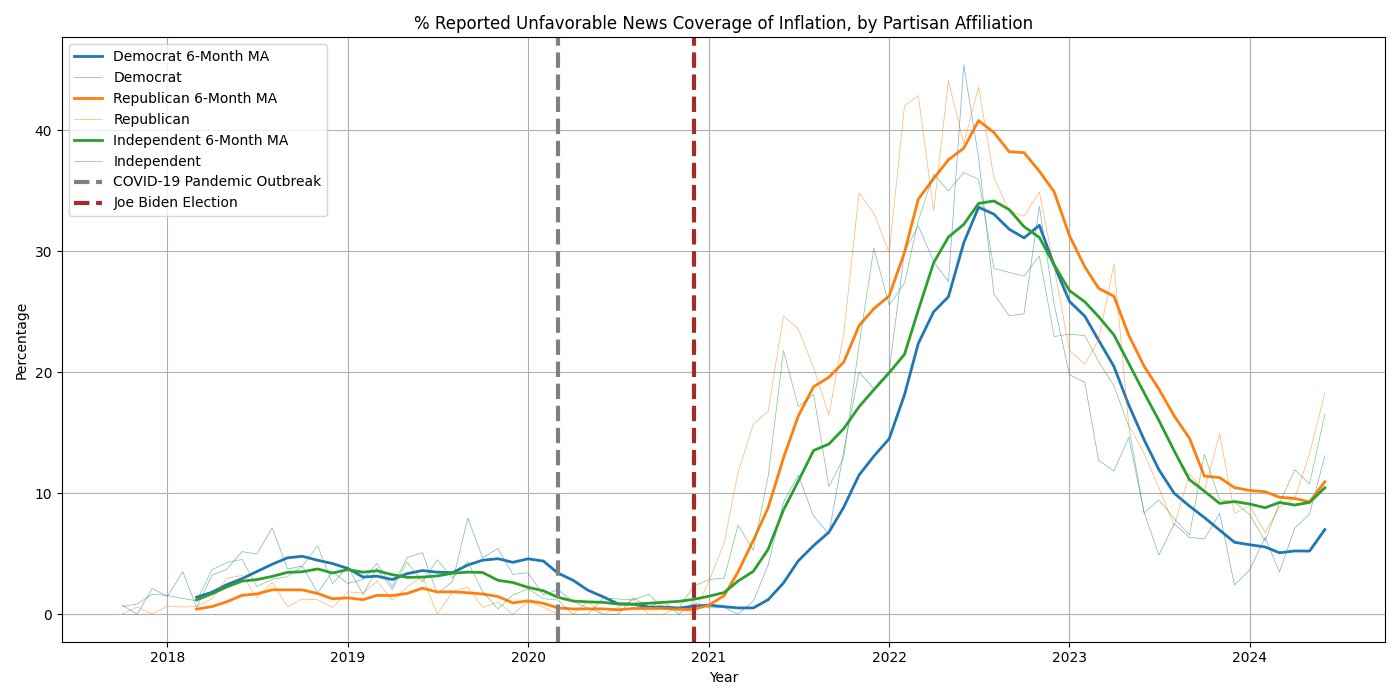 % Reported Unfavorable News Coverage of Inflation, by Partisan Affiliation
Democrat 6-Month MA
Democrat
Republican 6-Month MA
Republican
Independent 6-Month MA
Independent
COVID-19 Pandemic Outbreak
Joe Biden Election
Percentage
40
30
20
10
0
2018 2019 2020 2021 2022 2023 2024
Year